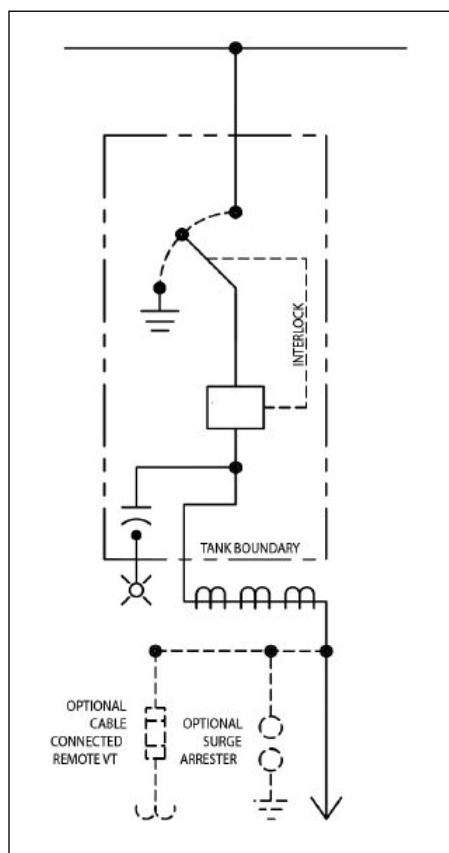 INTERLOCK
TANK BOUNDARY
OPTIONAL
CABLE
CONNECTED
REMOTE VT
OPTIONAL
SURGE
ARRESTER